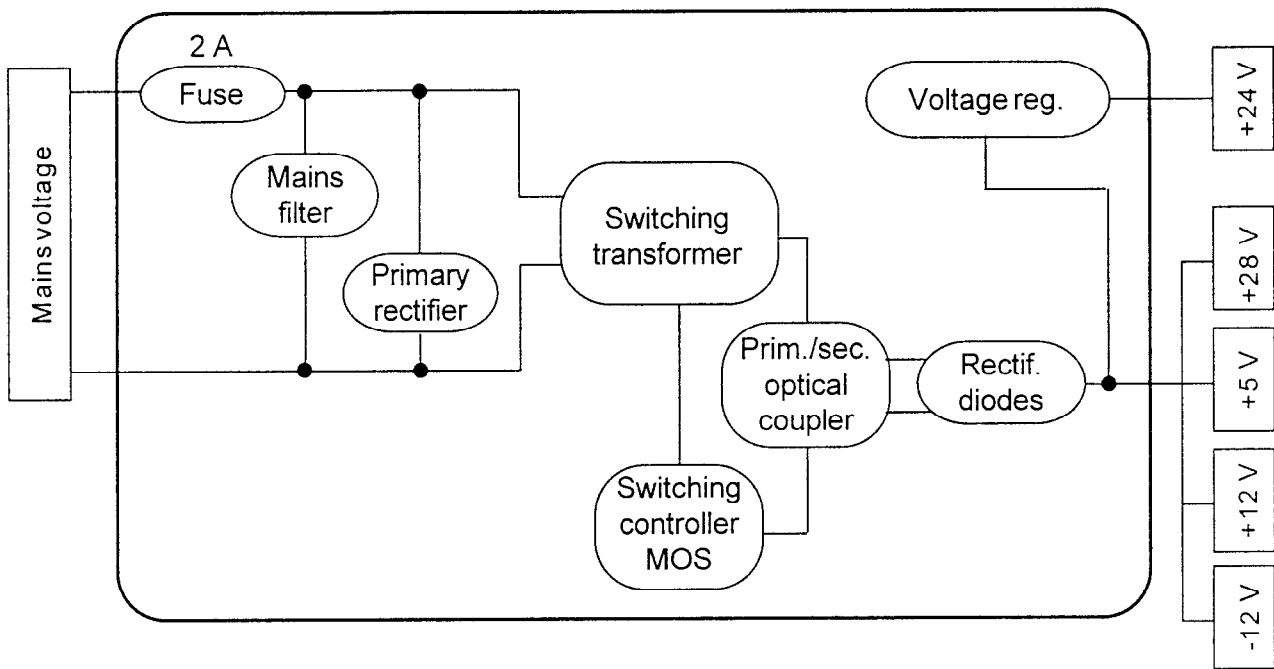 2 A
Fuse
Mains voltage
Mains
filter
Primary
rectifier
Switching
transformer
Switching
controller
MOS
Prim./sec.
optical
coupler
Rectif.
diodes
Voltage reg.
+24 V
+28 V
+5 V
+12 V
-12 V